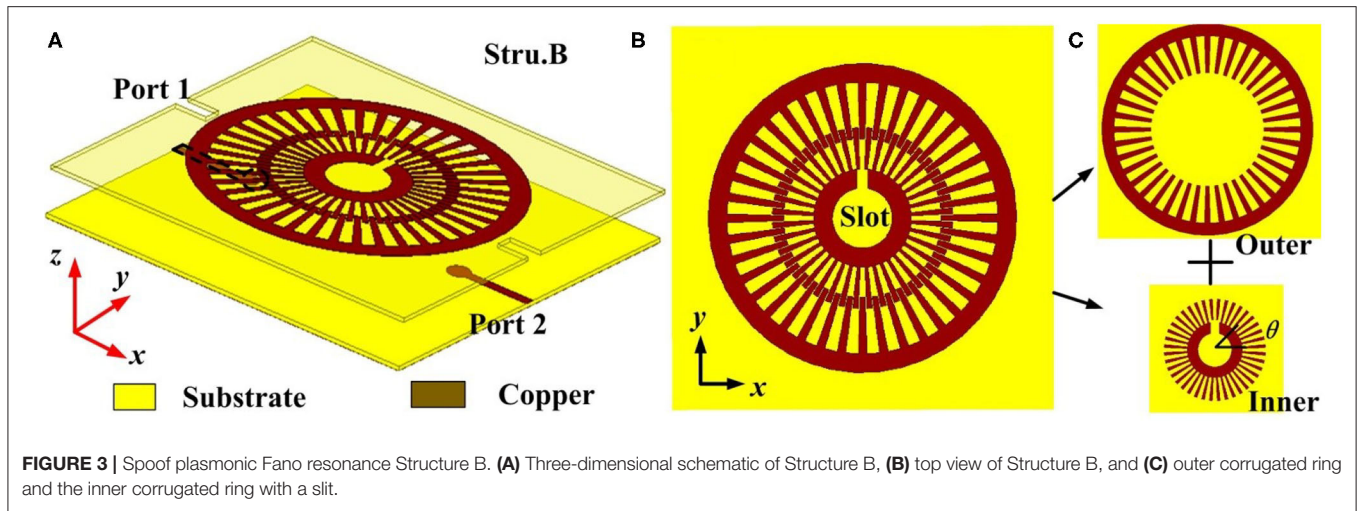 A
Stru.B
Port 1
Port 2
z
y
x
Substrate
Copper
B
Slot
y
x
C
Outer
θ
Inner
FIGURE 3 | Spoof plasmonic Fano resonance Structure B. (A) Three-dimensional schematic of Structure B, (B) top view of Structure B, and (C) outer corrugated ring
and the inner corrugated ring with a slit.